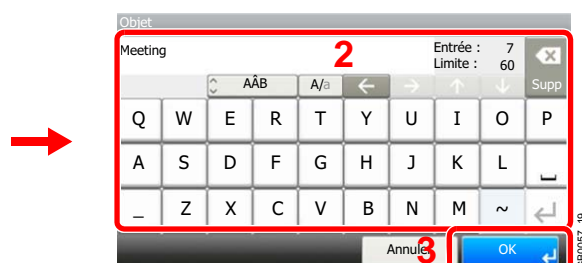 Objet
Meeting
2
Entrée : 7
Limite : 60
AÂB A/a ← → ↑ ↓ Supp
Q W E R T Y U I O P
A S D F G H J K L
_ Z X C V B N M ~
Annuler
3
OK